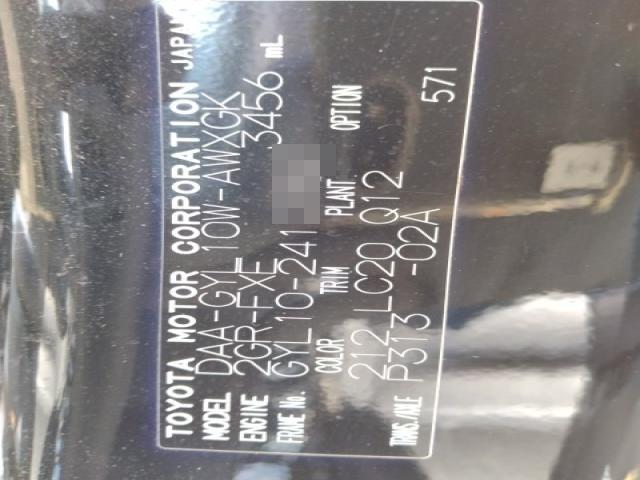 TOYOTA MOTOR CORPORATION JAPAN
MODEL DAA-GYL10W-AWXGK
ENGINE 2GR-FXE 3456 mL
FRAME No. GYL10-241
COLOR TRIM PLANT OPTION
212 LC20 Q12
TRANS./AXLE P313 -02A 571